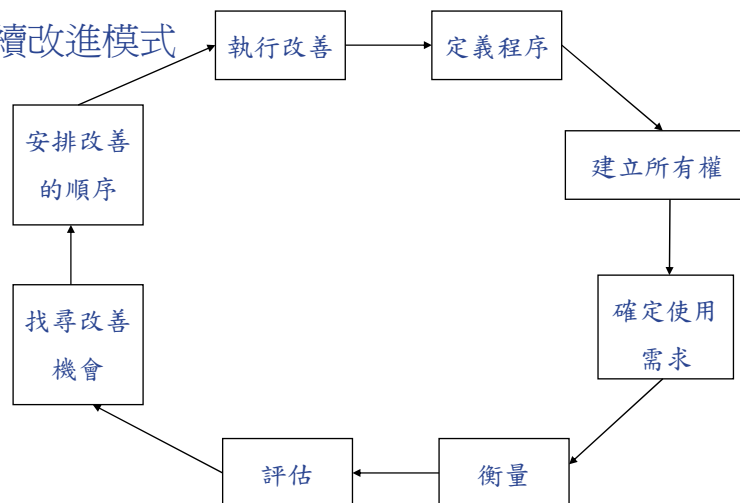 續改進模式
執行改善
定義程序
安排改善
的順序
建立所有權
找尋改善
機會
確定使用
需求
評估
衡量